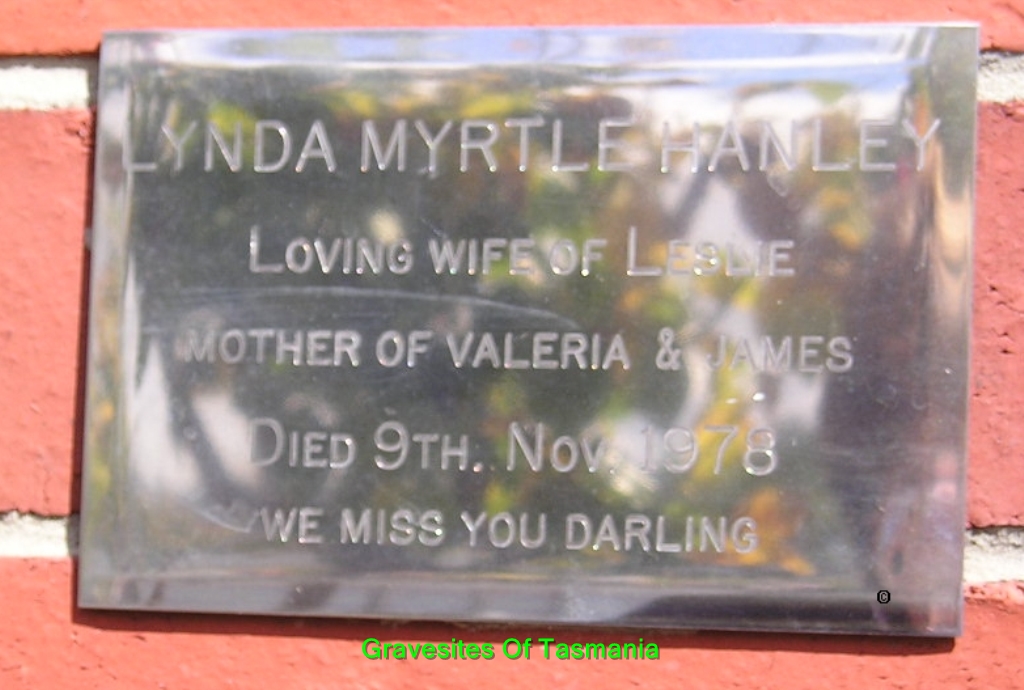 LYNDA MYRTLE HANLEY
LOVING WIFE OF LESLIE
MOTHER OF VALERIA & JAMES
DIED 9TH. NOV. 1978
WE MISS YOU DARLING
©
Gravesites Of Tasmania